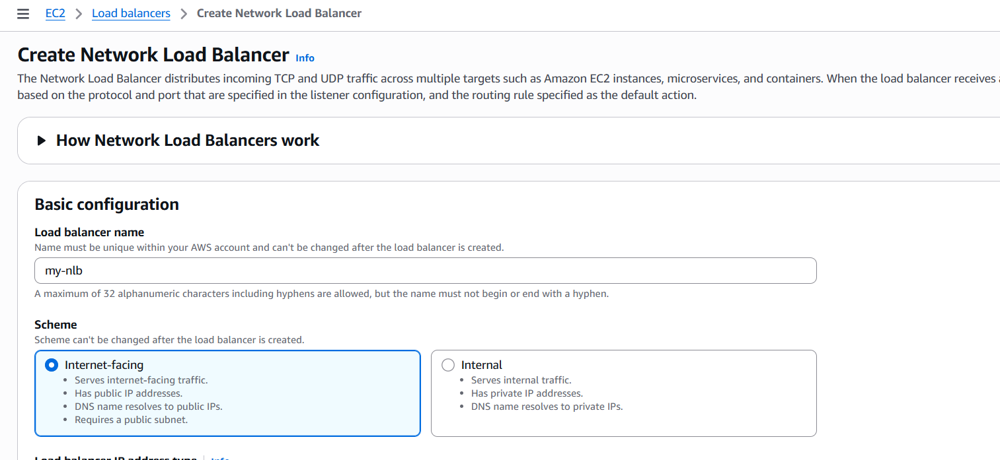 EC2 > Load balancers > Create Network Load Balancer
Create Network Load Balancer Info
The Network Load Balancer distributes incoming TCP and UDP traffic across multiple targets such as Amazon EC2 instances, microservices, and containers. When the load balancer receives
based on the protocol and port that are specified in the listener configuration, and the routing rule specified as the default action.
How Network Load Balancers work
Basic configuration
Load balancer name
Name must be unique within your AWS account and can't be changed after the load balancer is created.
my-nlb
A maximum of 32 alphanumeric characters including hyphens are allowed, but the name must not begin or end with a hyphen.
Scheme
Scheme can't be changed after the load balancer is created.
Internet-facing
• Serves internet-facing traffic.
• Has public IP addresses.
• DNS name resolves to public IPs.
• Requires a public subnet.
Internal
• Serves internal traffic.
• Has private IP addresses.
• DNS name resolves to private IPs.
Load balancer IP address type Info